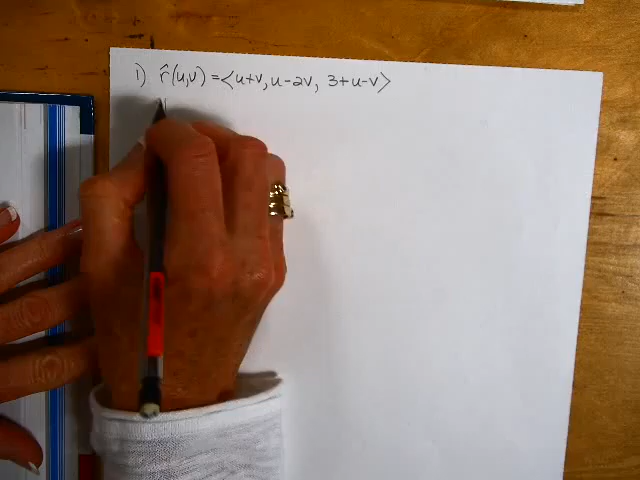 1) r̂(u,v) = <u+v, u-2v, 3+u-v>